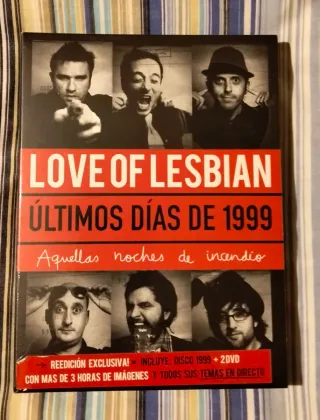 LOVE OF LESBIAN
ÚLTIMOS DÍAS DE 1999
Aquellas noches de incendio
REEDICIÓN EXCLUSIVA! INCLUYE: DISCO 1999 + 2DVD
CON MAS DE 3 HORAS DE IMÁGENES Y TODOS SUS TEMAS EN DIRECTO